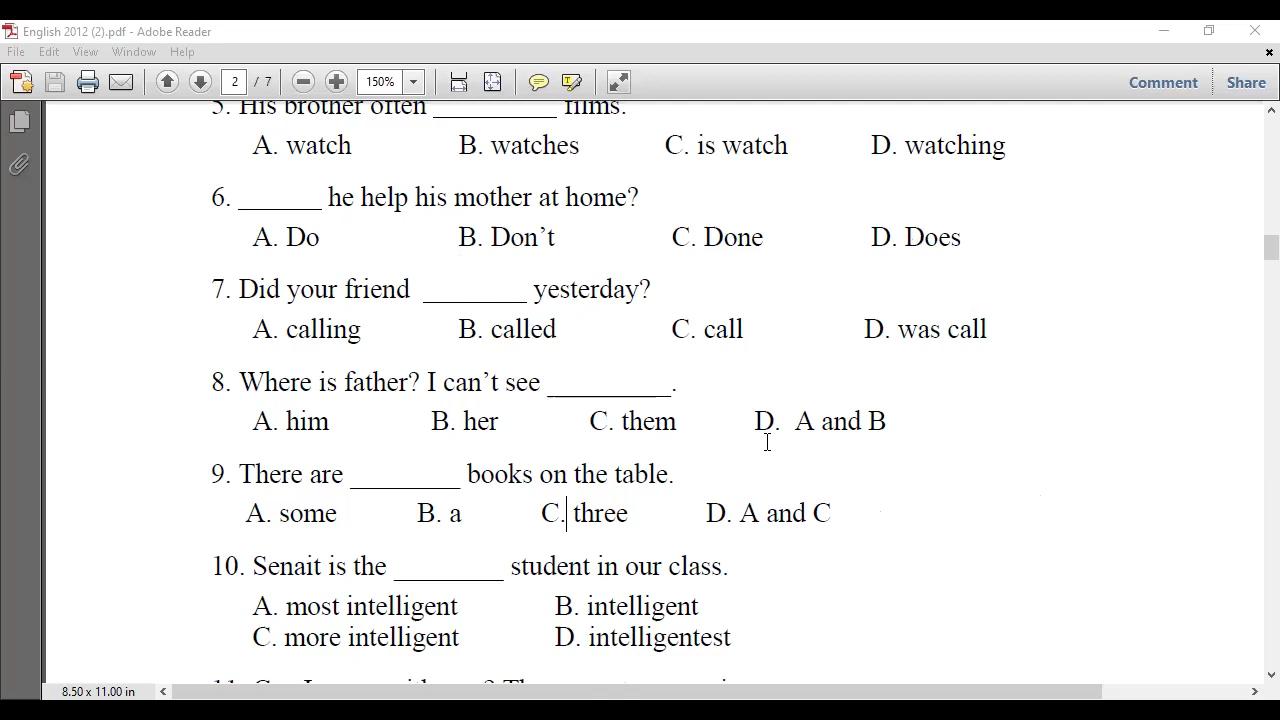 English 2012 (2).pdf - Adobe Reader
File Edit View Window Help
2 / 7 150% Comment Share
5. His brother often _________ films.
A. watch B. watches C. is watch D. watching
6. ______ he help his mother at home?
A. Do B. Don’t C. Done D. Does
7. Did your friend ________ yesterday?
A. calling B. called C. call D. was call
8. Where is father? I can’t see _________.
A. him B. her C. them D. A and B
9. There are ________ books on the table.
A. some B. a C. three D. A and C
10. Senait is the ________ student in our class.
A. most intelligent B. intelligent
C. more intelligent D. intelligentest
8.50 x 11.00 in